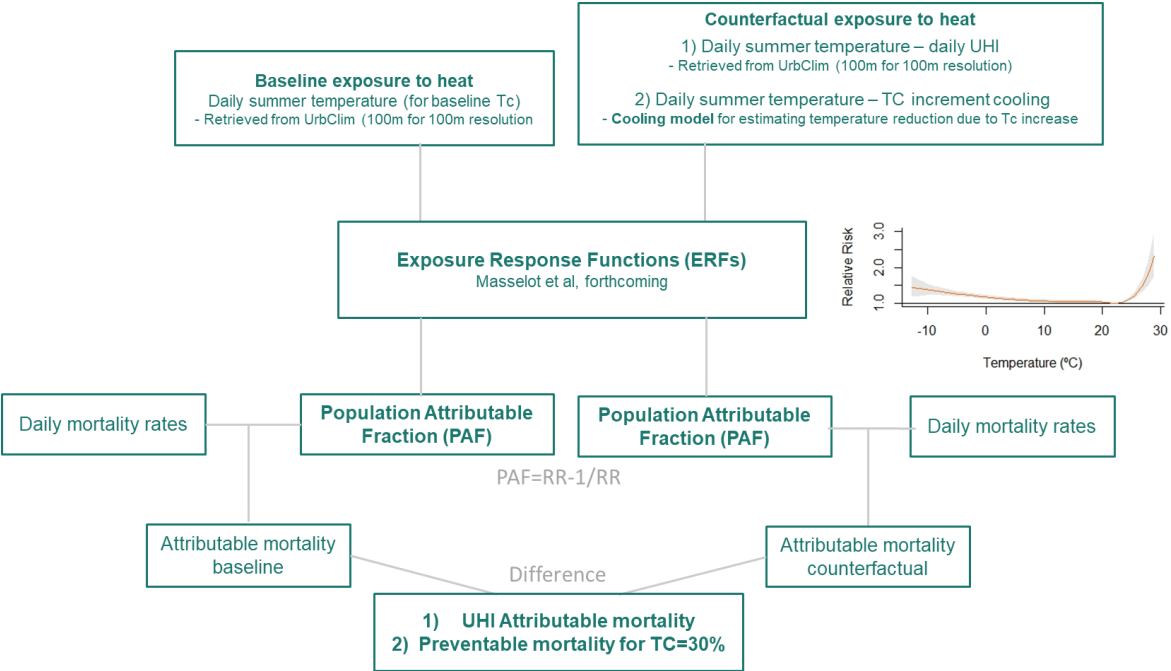 Baseline exposure to heat
Daily summer temperature (for baseline Tc)
- Retrieved from UrbClim (100m for 100m resolution
Counterfactual exposure to heat
1) Daily summer temperature – daily UHI
- Retrieved from UrbClim (100m for 100m resolution)
2) Daily summer temperature – TC increment cooling
- Cooling model for estimating temperature reduction due to Tc increase
Exposure Response Functions (ERFs)
Masselot et al, forthcoming
Relative Risk
3.0
2.0
1.0
-10 0 10 20 30
Temperature (ºC)
Daily mortality rates
Population Attributable
Fraction (PAF)
Population Attributable
Fraction (PAF)
Daily mortality rates
PAF=RR-1/RR
Attributable mortality
baseline
Attributable mortality
counterfactual
Difference
1) UHI Attributable mortality
2) Preventable mortality for TC=30%